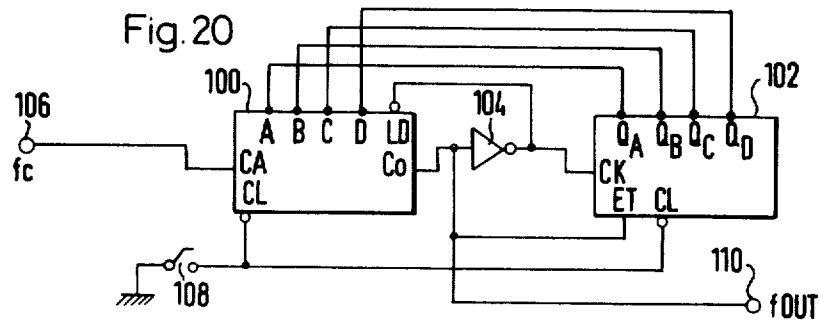 Fig. 20
100
102
104
106
fc
A B C D LD
CA
CL
Co
QA QB QC QD
CK
ET CL
108
110
fOUT